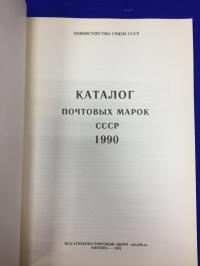 МИНИСТЕРСТВО СВЯЗИ СССР
КАТАЛОГ
ПОЧТОВЫХ МАРОК
СССР
1990
ИЗДАТЕЛЬСКО-ТОРГОВЫЙ ЦЕНТР «МАРКА»
МОСКВА — 1991